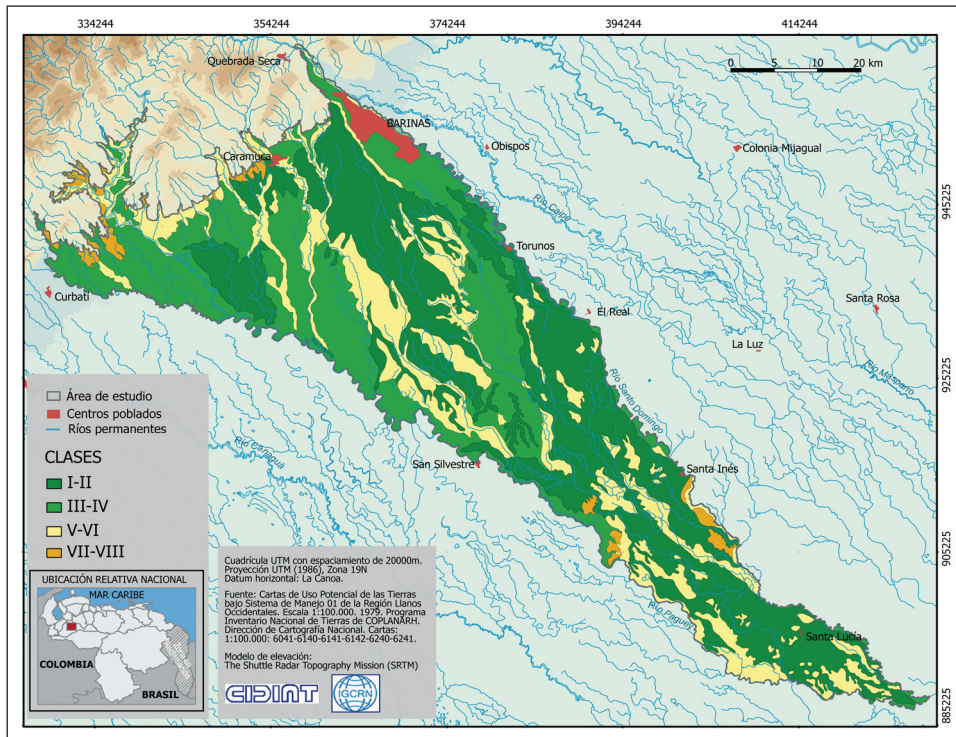 334244
354244
374244
394244
414244
Quebrada Seca
0 5 10 20 km
BARINAS
Obispos
Colonia Mijagual
Caramuca
945225
Río Caipe
Torunos
Curbatí
El Real
Santa Rosa
La Luz
925225
Río Masparro
Río Santo Domingo
Área de estudio
Centros poblados
Ríos permanentes
Río Canaguá
CLASES
San Silvestre
Santa Inés
I-II
III-IV
V-VI
VII-VIII
905225
Cuadrícula UTM con espaciamiento de 20000m.
Proyección UTM (1986), Zona 19N
Datum horizontal: La Canoa.
Fuente: Cartas de Uso Potencial de las Tierras
bajo Sistema de Manejo 01 de la Región Llanos
Occidentales. Escala 1:100.000. 1979. Programa
Inventario Nacional de Tierras de COPLANARH.
Dirección de Cartografía Nacional. Cartas:
1:100.000: 6041-6140-6141-6142-6240-6241.
Modelo de elevación:
The Shuttle Radar Topography Mission (SRTM)
CIDIAT
IGCRN
UBICACIÓN RELATIVA NACIONAL
MAR CARIBE
COLOMBIA
BRASIL
Río Paguey
Santa Lucía
885225